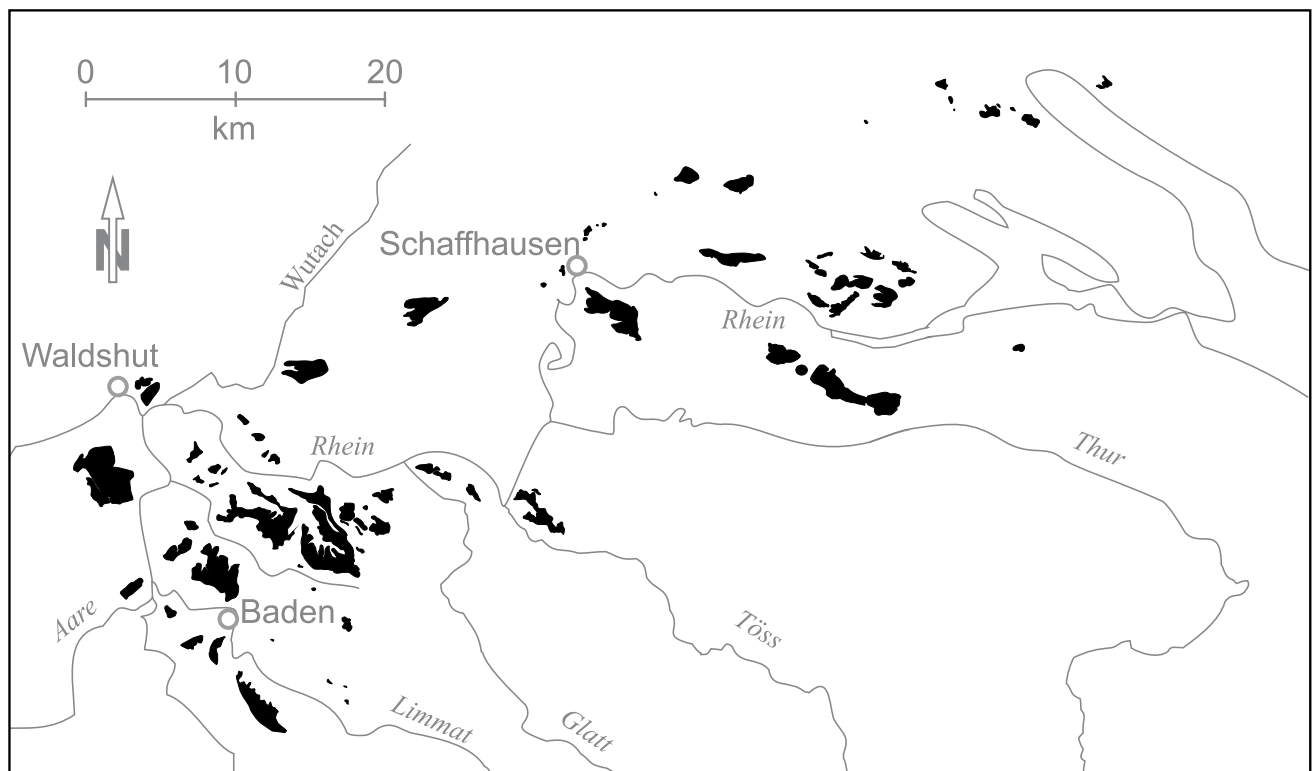 0 10 20
km
N
Wutach
Schaffhausen
Rhein
Waldshut
Rhein
Thur
Aare
Baden
Töss
Limmat
Glatt